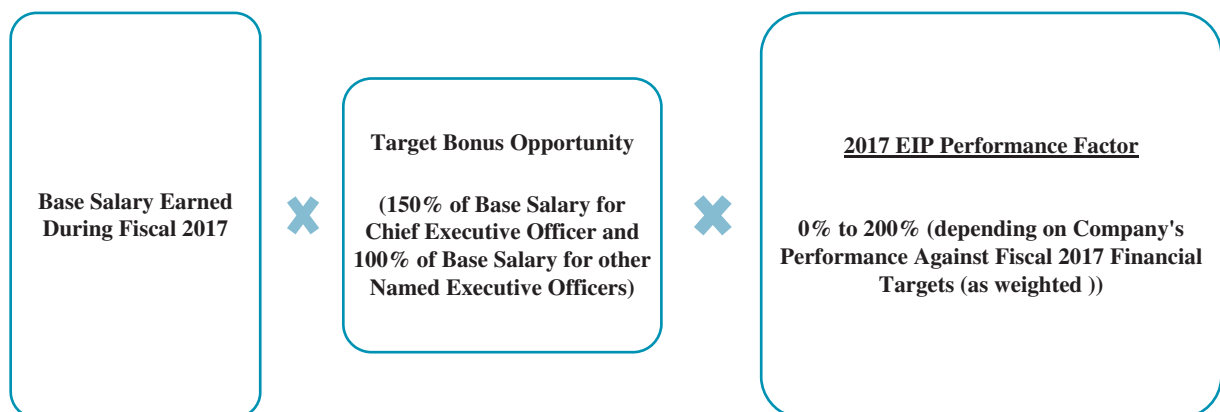 Base Salary Earned
During Fiscal 2017
Target Bonus Opportunity
(150% of Base Salary for
Chief Executive Officer and
100% of Base Salary for other
Named Executive Officers)
2017 EIP Performance Factor
0% to 200% (depending on Company's
Performance Against Fiscal 2017 Financial
Targets (as weighted ))